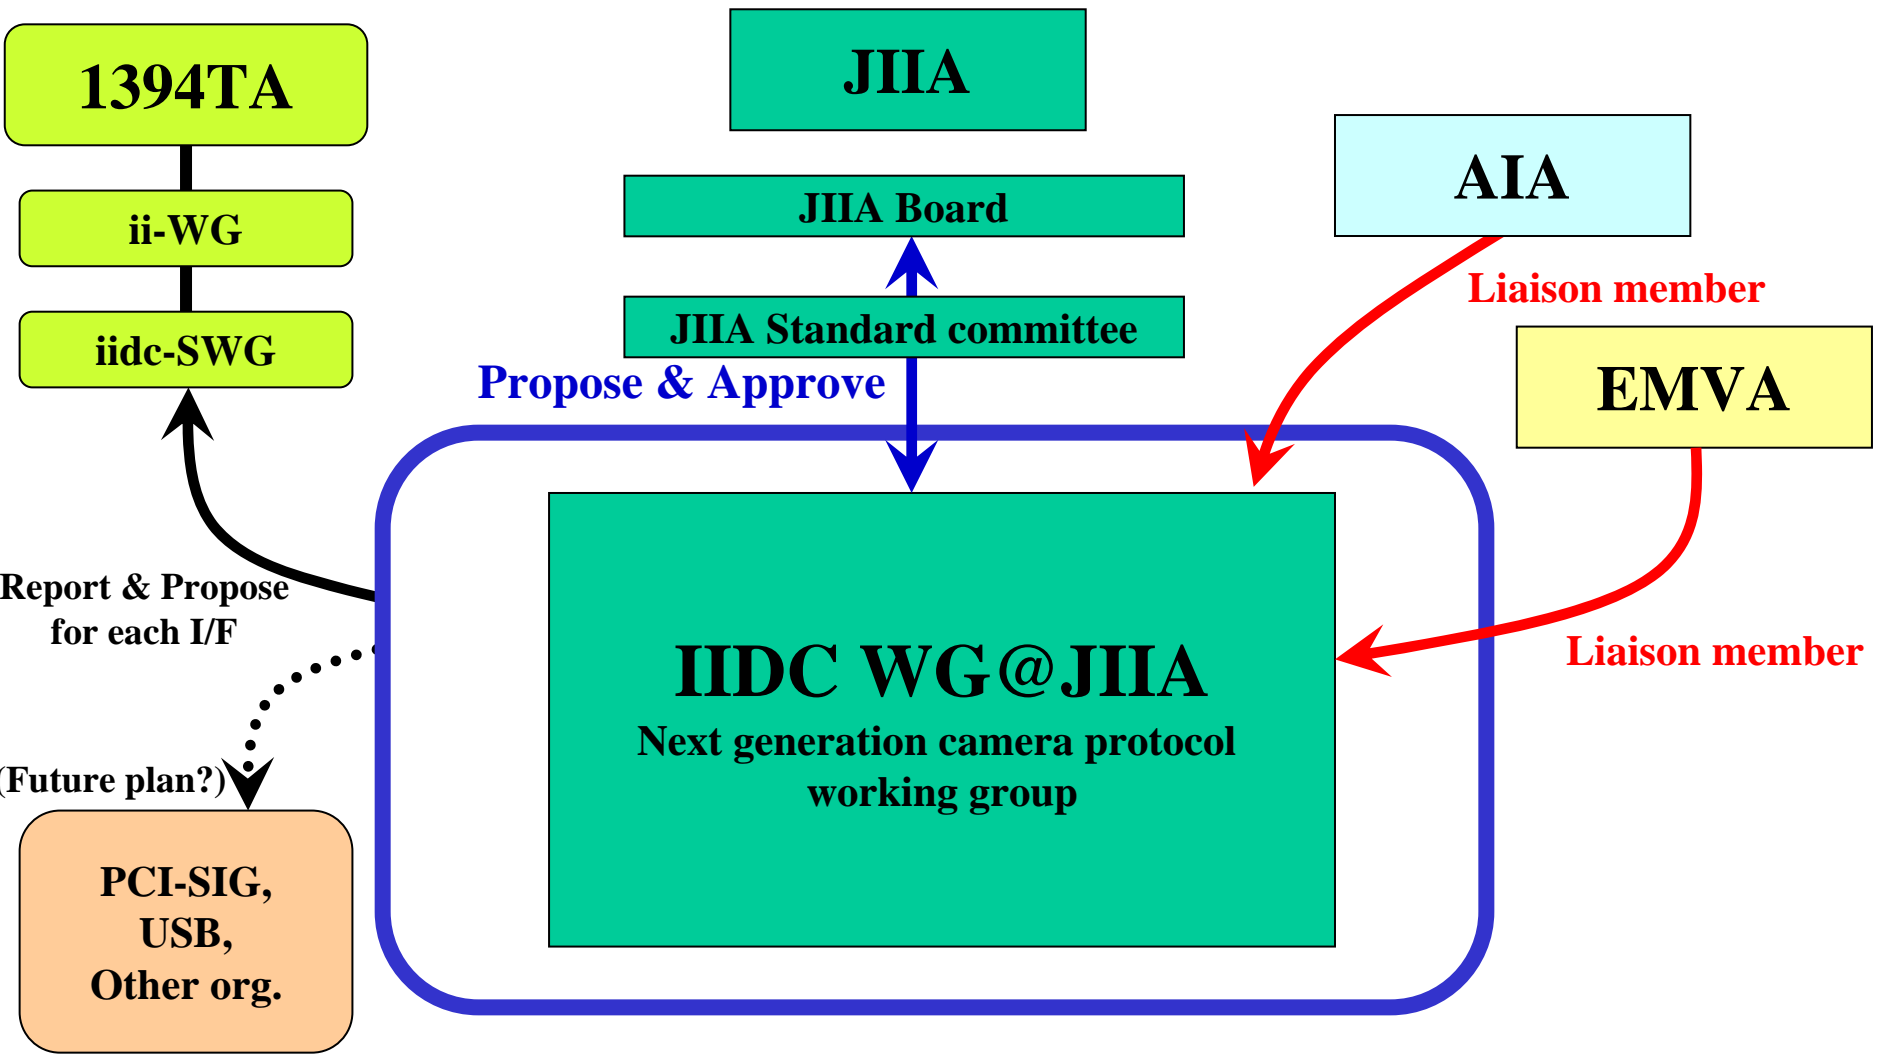 1394TA
ii-WG
iidc-SWG
JIIA
JIIA Board
JIIA Standard committee
Propose & Approve
AIA
Liaison member
EMVA
Liaison member
Report & Propose
for each I/F
(Future plan?)
PCI-SIG,
USB,
Other org.
IIDC WG@JIIA
Next generation camera protocol
working group